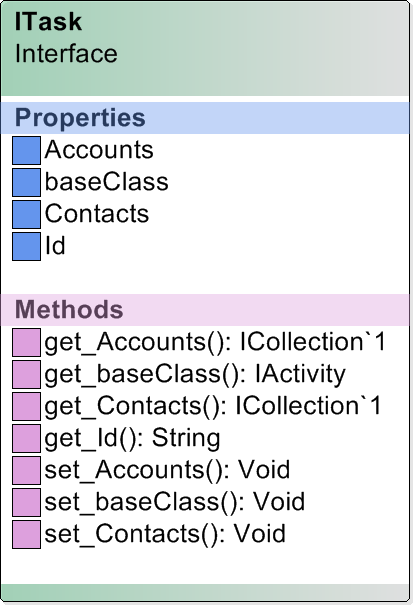 ITask
Interface
Properties
Accounts
baseClass
Contacts
Id
Methods
get_Accounts(): ICollection`1
get_baseClass(): IActivity
get_Contacts(): ICollection`1
get_Id(): String
set_Accounts(): Void
set_baseClass(): Void
set_Contacts(): Void